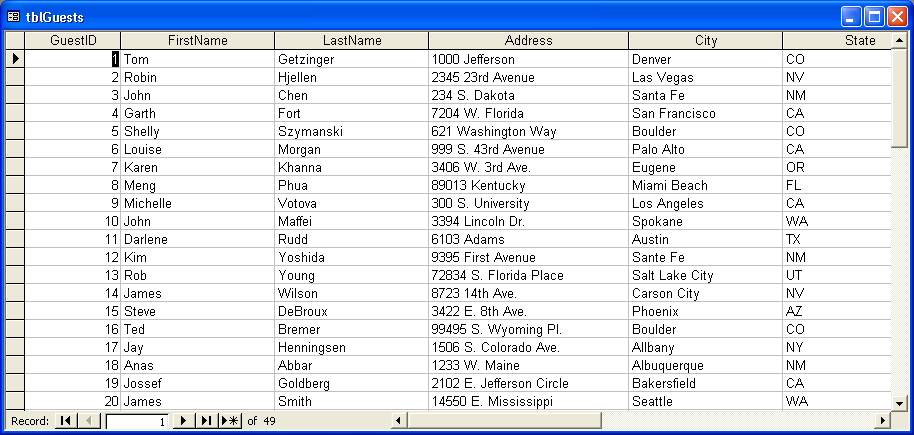 tblGuests
GuestID FirstName LastName Address City State
1 Tom Getzinger 1000 Jefferson Denver CO
2 Robin Hjellen 2345 23rd Avenue Las Vegas NV
3 John Chen 234 S. Dakota Santa Fe NM
4 Garth Fort 7204 W. Florida San Francisco CA
5 Shelly Szymanski 621 Washington Way Boulder CO
6 Louise Morgan 999 S. 43rd Avenue Palo Alto CA
7 Karen Khanna 3406 W. 3rd Ave. Eugene OR
8 Meng Phua 89013 Kentucky Miami Beach FL
9 Michelle Votova 300 S. University Los Angeles CA
10 John Maffei 3394 Lincoln Dr. Spokane WA
11 Darlene Rudd 6103 Adams Austin TX
12 Kim Yoshida 9395 First Avenue Sante Fe NM
13 Rob Young 72834 S. Florida Place Salt Lake City UT
14 James Wilson 8723 14th Ave. Carson City NV
15 Steve DeBroux 3422 E. 8th Ave. Phoenix AZ
16 Ted Bremer 99495 S. Wyoming Pl. Boulder CO
17 Jay Henningsen 1506 S. Colorado Ave. Allbany NY
18 Anas Abbar 1233 W. Maine Albuquerque NM
19 Jossef Goldberg 2102 E. Jefferson Circle Bakersfield CA
20 James Smith 14550 E. Mississippi Seattle WA
Record: 1 of 49